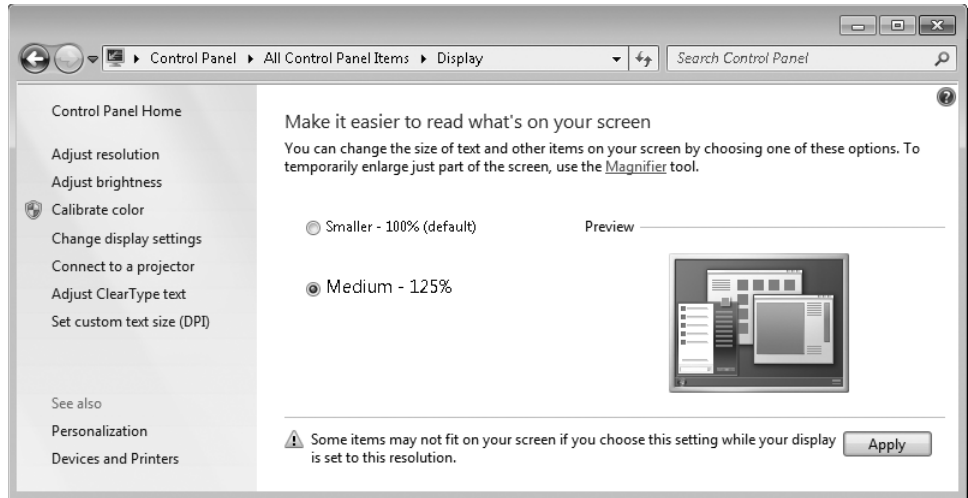 Control Panel All Control Panel Items Display Search Control Panel
Control Panel Home
Adjust resolution
Adjust brightness
Calibrate color
Change display settings
Connect to a projector
Adjust ClearType text
Set custom text size (DPI)
See also
Personalization
Devices and Printers
Make it easier to read what's on your screen
You can change the size of text and other items on your screen by choosing one of these options. To
temporarily enlarge just part of the screen, use the Magnifier tool.
Smaller - 100% (default)
Preview
Medium - 125%
Some items may not fit on your screen if you choose this setting while your display
is set to this resolution.
Apply